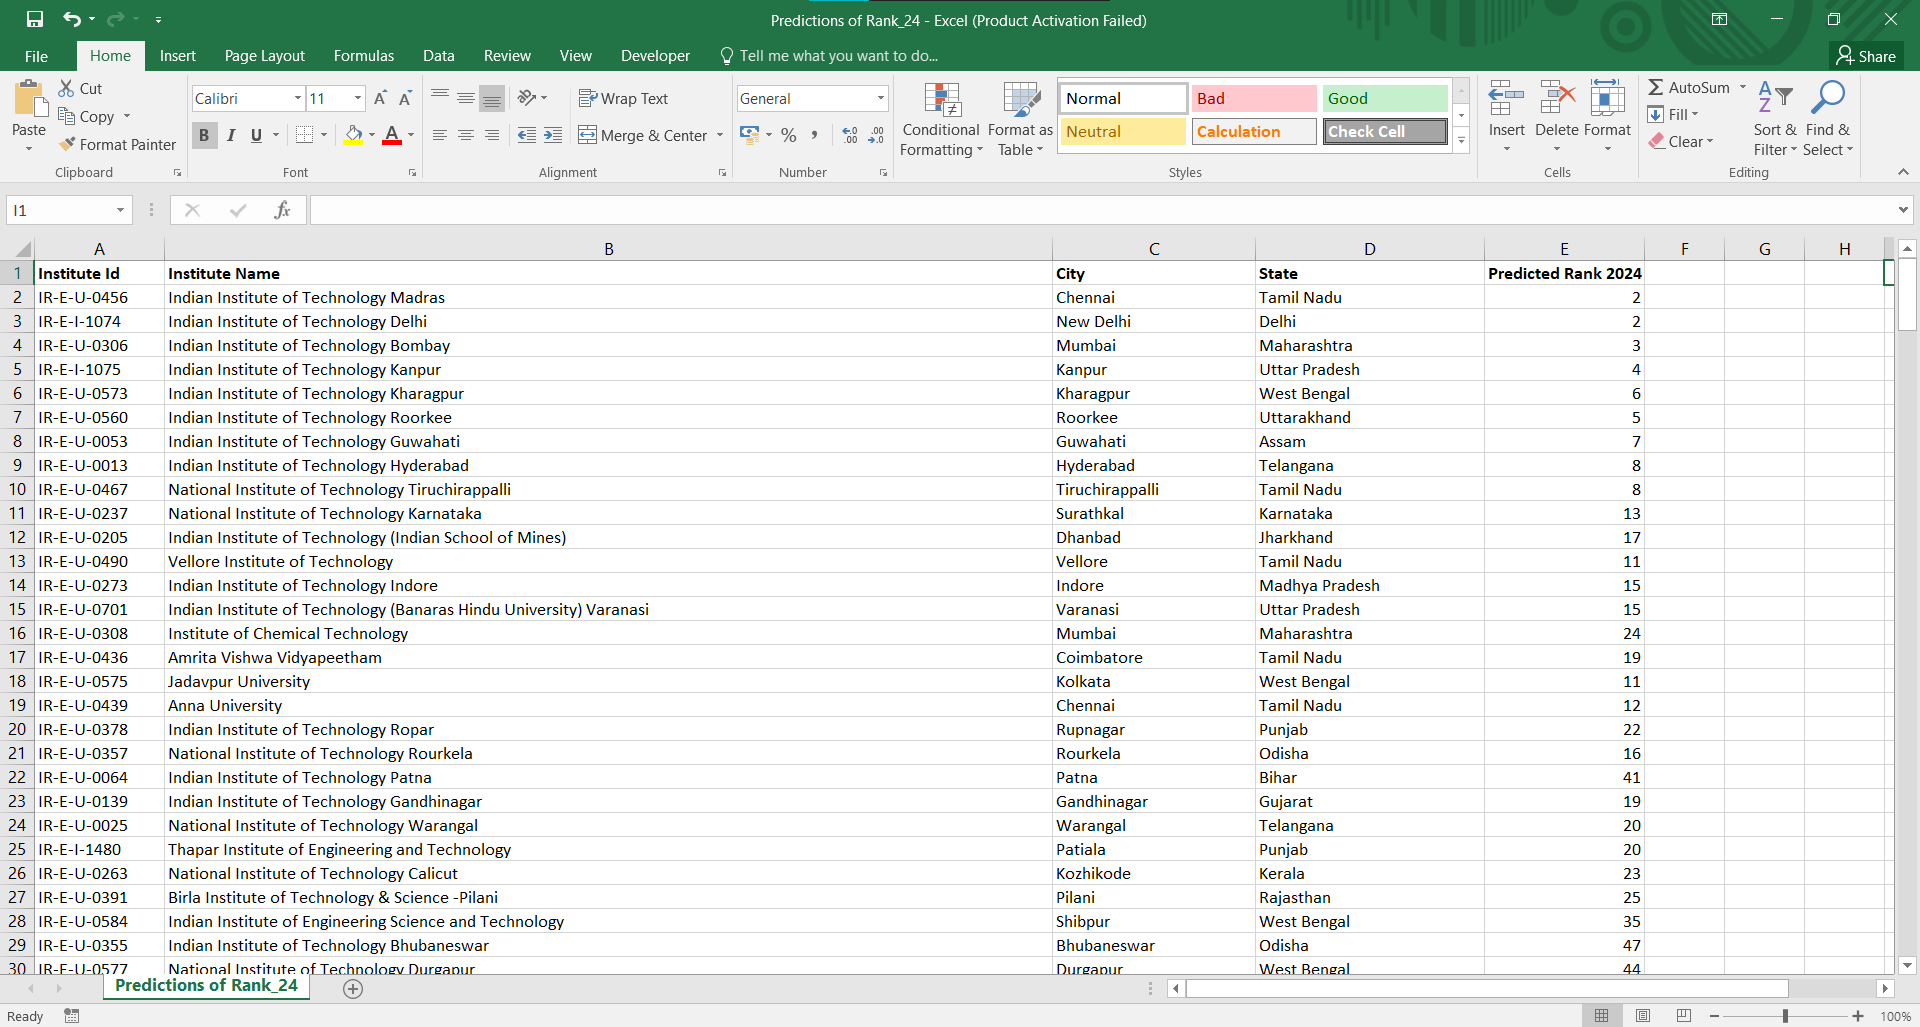 Predictions of Rank_24 - Excel (Product Activation Failed)
File Home Insert Page Layout Formulas Data Review View Developer Tell me what you want to do... Share
Paste Cut Copy Format Painter Clipboard
Calibri 11 B I U A A Font
Wrap Text Merge & Center Alignment
General % , Number
Conditional Formatting Format as Table
Normal Bad Good
Neutral Calculation Check Cell
Styles
Insert Delete Format Cells
AutoSum Fill Clear Sort & Filter Find & Select Editing
I1 fx
A B C D E F G H
1 Institute Id Institute Name City State Predicted Rank 2024
2 IR-E-U-0456 Indian Institute of Technology Madras Chennai Tamil Nadu 2
3 IR-E-I-1074 Indian Institute of Technology Delhi New Delhi Delhi 2
4 IR-E-U-0306 Indian Institute of Technology Bombay Mumbai Maharashtra 3
5 IR-E-I-1075 Indian Institute of Technology Kanpur Kanpur Uttar Pradesh 4
6 IR-E-U-0573 Indian Institute of Technology Kharagpur Kharagpur West Bengal 6
7 IR-E-U-0560 Indian Institute of Technology Roorkee Roorkee Uttarakhand 5
8 IR-E-U-0053 Indian Institute of Technology Guwahati Guwahati Assam 7
9 IR-E-U-0013 Indian Institute of Technology Hyderabad Hyderabad Telangana 8
10 IR-E-U-0467 National Institute of Technology Tiruchirappalli Tiruchirappalli Tamil Nadu 8
11 IR-E-U-0237 National Institute of Technology Karnataka Surathkal Karnataka 13
12 IR-E-U-0205 Indian Institute of Technology (Indian School of Mines) Dhanbad Jharkhand 17
13 IR-E-U-0490 Vellore Institute of Technology Vellore Tamil Nadu 11
14 IR-E-U-0273 Indian Institute of Technology Indore Indore Madhya Pradesh 15
15 IR-E-U-0701 Indian Institute of Technology (Banaras Hindu University) Varanasi Varanasi Uttar Pradesh 15
16 IR-E-U-0308 Institute of Chemical Technology Mumbai Maharashtra 24
17 IR-E-U-0436 Amrita Vishwa Vidyapeetham Coimbatore Tamil Nadu 19
18 IR-E-U-0575 Jadavpur University Kolkata West Bengal 11
19 IR-E-U-0439 Anna University Chennai Tamil Nadu 12
20 IR-E-U-0378 Indian Institute of Technology Ropar Rupnagar Punjab 22
21 IR-E-U-0357 National Institute of Technology Rourkela Rourkela Odisha 16
22 IR-E-U-0064 Indian Institute of Technology Patna Patna Bihar 41
23 IR-E-U-0139 Indian Institute of Technology Gandhinagar Gandhinagar Gujarat 19
24 IR-E-U-0025 National Institute of Technology Warangal Warangal Telangana 20
25 IR-E-I-1480 Thapar Institute of Engineering and Technology Patiala Punjab 20
26 IR-E-U-0263 National Institute of Technology Calicut Kozhikode Kerala 23
27 IR-E-U-0391 Birla Institute of Technology & Science -Pilani Pilani Rajasthan 25
28 IR-E-U-0584 Indian Institute of Engineering Science and Technology Shibpur West Bengal 35
29 IR-E-U-0355 Indian Institute of Technology Bhubaneswar Bhubaneswar Odisha 47
30 IR-E-U-0577 National Institute of Technology Durgapur Durgapur West Bengal 44
Predictions of Rank_24
Ready 100%